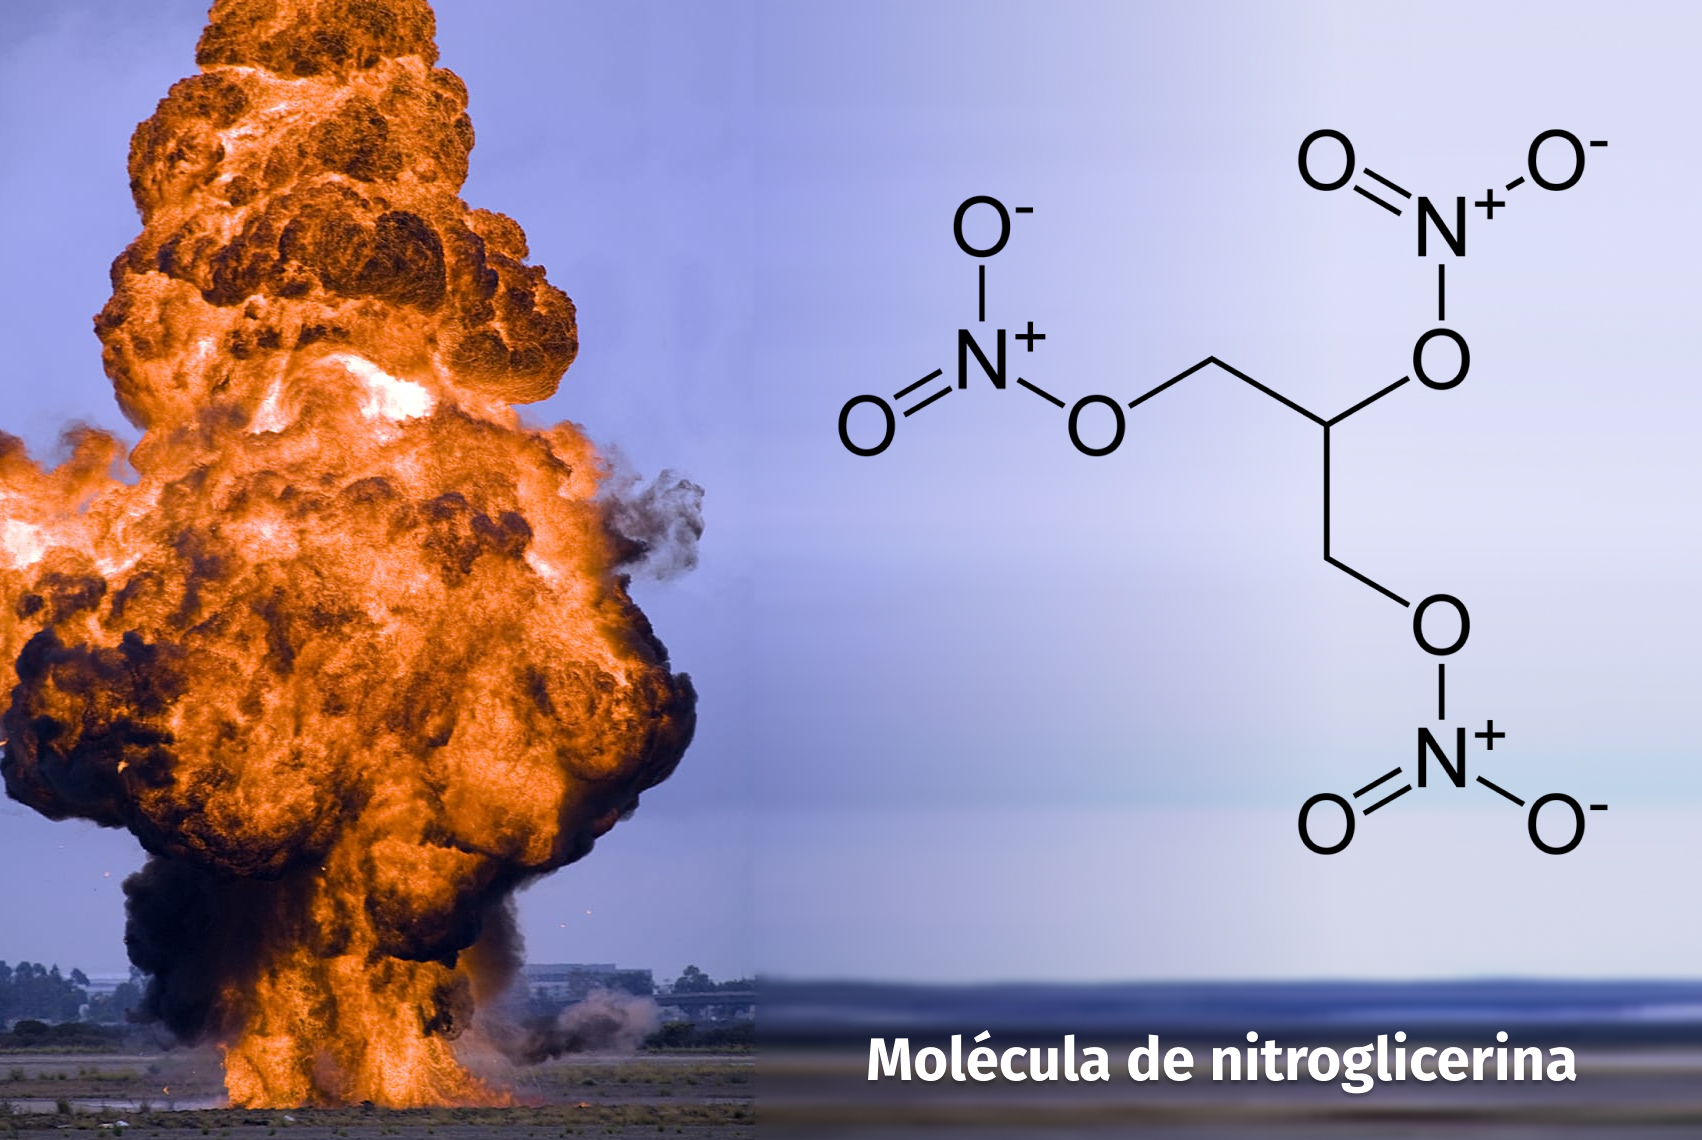 O O⁻
O⁻ N⁺
N⁺ O
O O
O
N⁺
O O⁻
Molécula de nitroglicerina